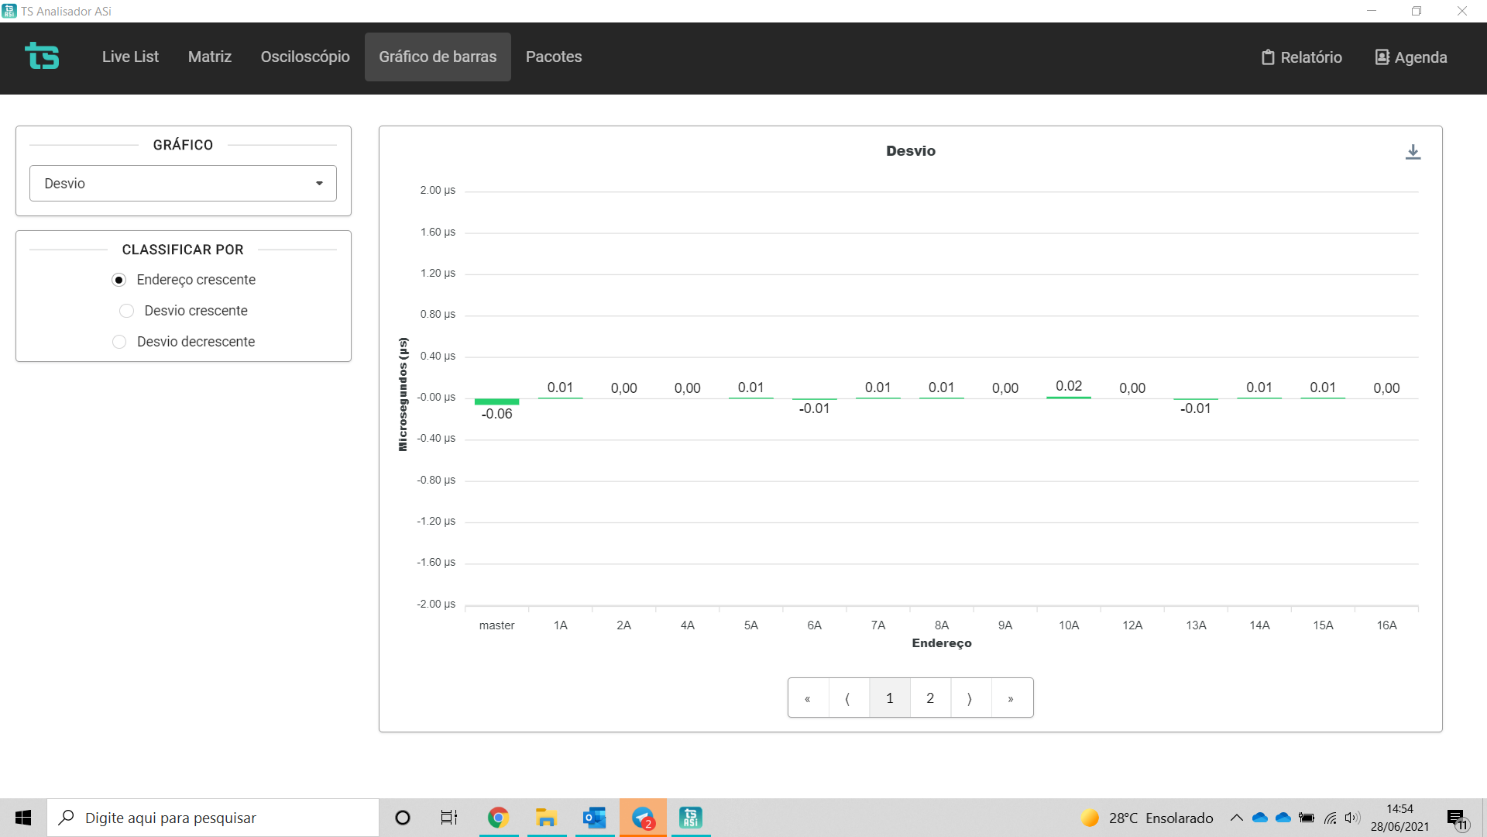 TS Analisador ASi
ts Live List Matriz Osciloscópio Gráfico de barras Pacotes Relatório Agenda
GRÁFICO
Desvio
CLASSIFICAR POR
Endereço crescente
Desvio crescente
Desvio decrescente
Desvio
Microsegundos (µs)
2.00 µs
1.60 µs
1.20 µs
0.80 µs
0.40 µs
-0.00 µs
-0.40 µs
-0.80 µs
-1.20 µs
-1.60 µs
-2.00 µs
-0.06 0.01 0,00 0,00 0.01 -0.01 0.01 0.01 0,00 0.02 0,00 -0.01 0.01 0.01 0,00
master 1A 2A 4A 5A 6A 7A 8A 9A 10A 12A 13A 14A 15A 16A
Endereço
« ⟨ 1 2 ⟩ »
Digite aqui para pesquisar
2
ts ASi
28°C Ensolarado
14:54
28/06/2021
11